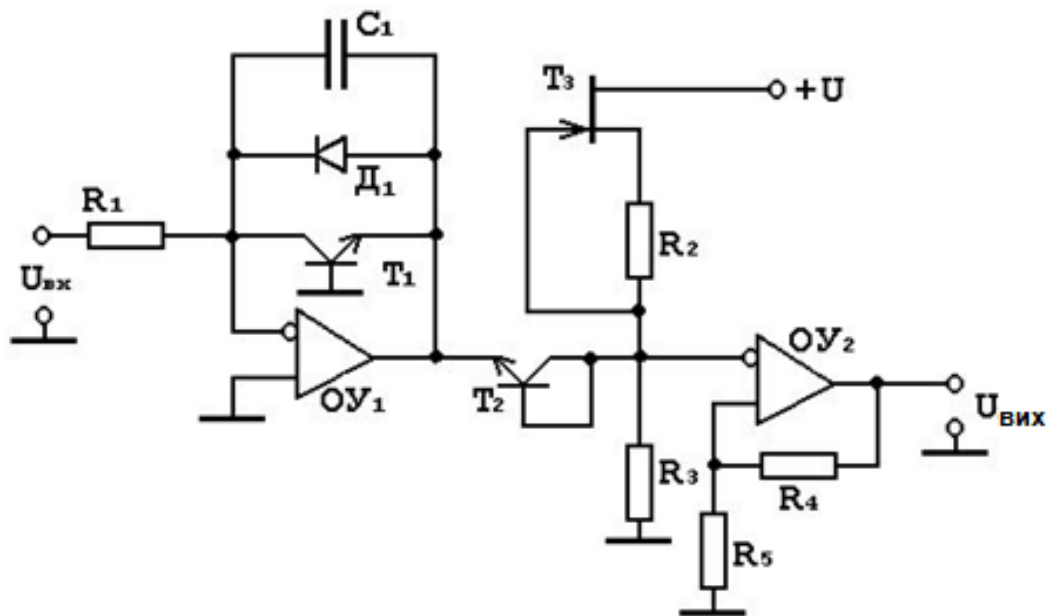 C₁
T₃
+U
Д₁
R₁
R₂
Uвх
T₁
ОУ₂
ОУ₁
T₂
Uвих
R₃
R₄
R₅